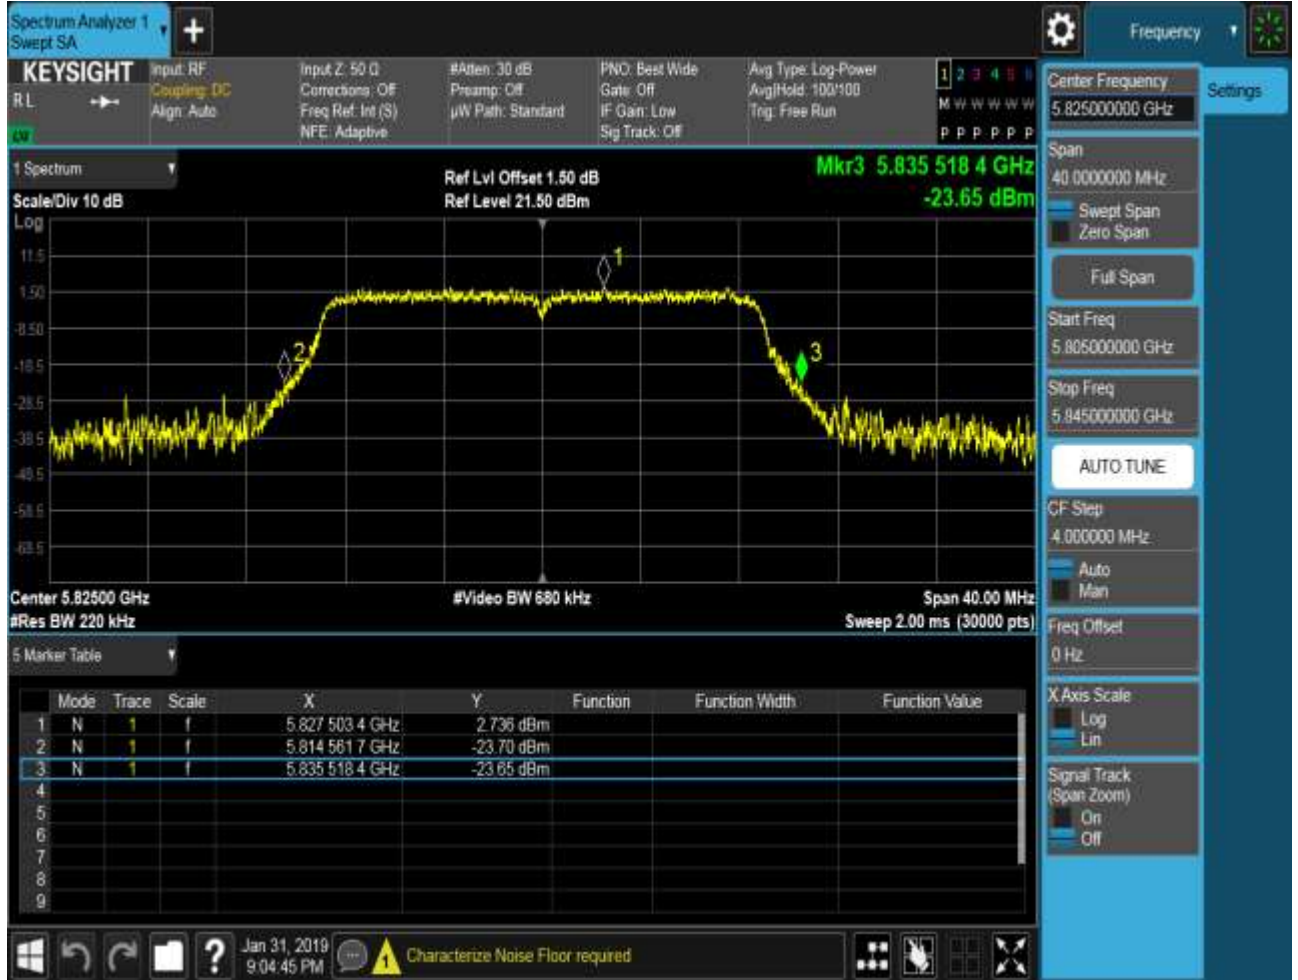 Spectrum Analyzer 1
Swept SA
+
Frequency
KEYSIGHT
RL
Input: RF
Coupling: DC
Align: Auto
Input Z: 50 Ω
Corrections: Off
Freq Ref: Int (S)
NFE: Adaptive
#Atten: 30 dB
Preamp: Off
µW Path: Standard
PNO: Best Wide
Gate: Off
IF Gain: Low
Sig Track: Off
Avg Type: Log-Power
Avg|Hold: 100/100
Trig: Free Run
1 2 3 4 5 6
M W W W W W
P P P P P P
Center Frequency
5.825000000 GHz
Settings
Span
40.0000000 MHz
Swept Span
Zero Span
Full Span
Start Freq
5.805000000 GHz
Stop Freq
5.845000000 GHz
AUTO TUNE
CF Step
4.000000 MHz
Auto
Man
Freq Offset
0 Hz
X Axis Scale
Log
Lin
Signal Track
(Span Zoom)
On
Off
1 Spectrum
Scale/Div 10 dB
Ref Lvl Offset 1.50 dB
Ref Level 21.50 dBm
Mkr3 5.835 518 4 GHz
-23.65 dBm
Log
11.5
1.50
-8.50
-18.5
-28.5
-38.5
-48.5
-58.5
-68.5
1
2
3
Center 5.82500 GHz
#Video BW 680 kHz
Span 40.00 MHz
#Res BW 220 kHz
Sweep 2.00 ms (30000 pts)
5 Marker Table
Mode Trace Scale X Y Function Function Width Function Value
1 N 1 f 5.827 503 4 GHz 2.736 dBm
2 N 1 f 5.814 561 7 GHz -23.70 dBm
3 N 1 f 5.835 518 4 GHz -23.65 dBm
4
5
6
7
8
9
?
Jan 31, 2019
9:04:45 PM
1
Characterize Noise Floor required